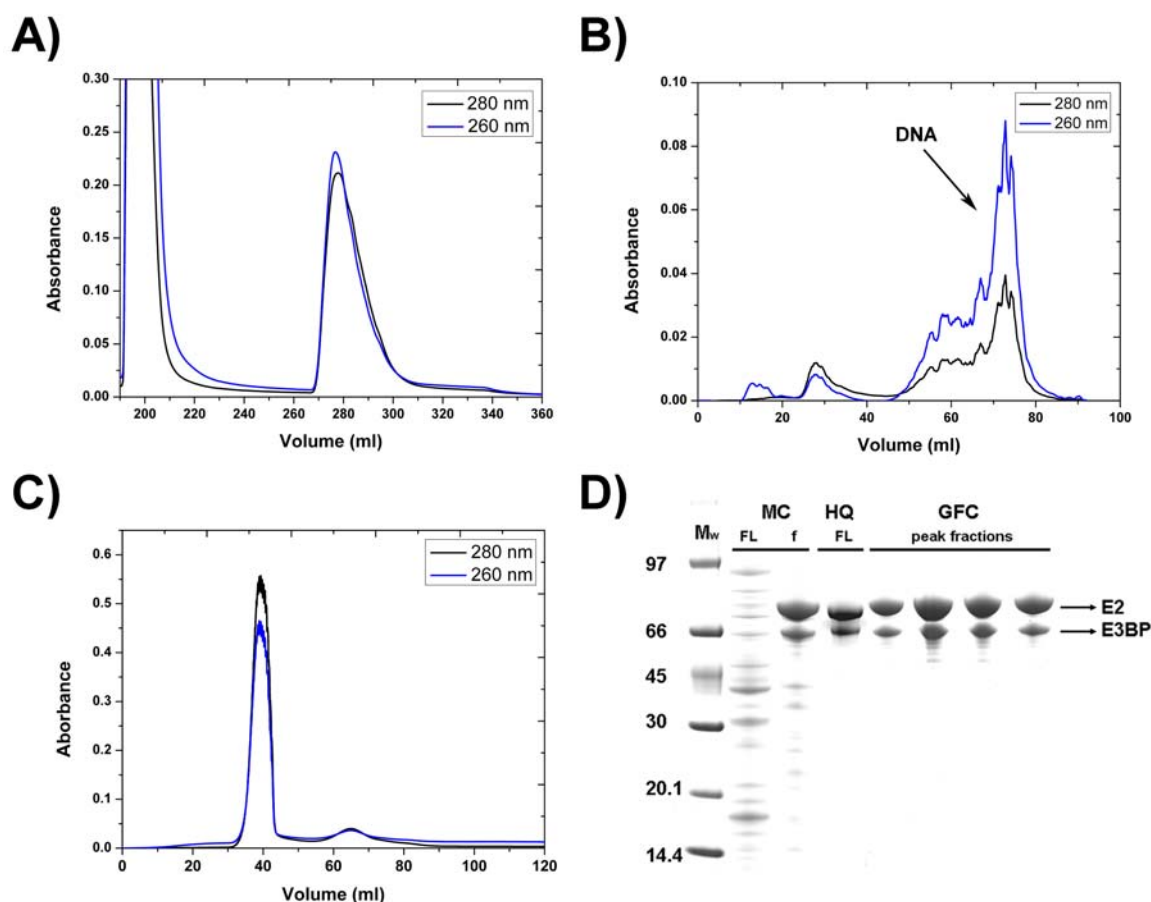 A)
0.30
0.25
0.20
0.15
0.10
0.05
0.00
Absorbance
200 220 240 260 280 300 320 340 360
Volume (ml)
280 nm
260 nm
B)
0.10
0.08
0.06
0.04
0.02
0.00
Absorbance
0 20 40 60 80 100
Volume (ml)
280 nm
260 nm
DNA
C)
0.6
0.5
0.4
0.3
0.2
0.1
0.0
Aborbance
0 20 40 60 80 100 120
Volume (ml)
280 nm
260 nm
D)
MC HQ GFC
Mw FL f FL peak fractions
97
66
45
30
20.1
14.4
E2
E3BP